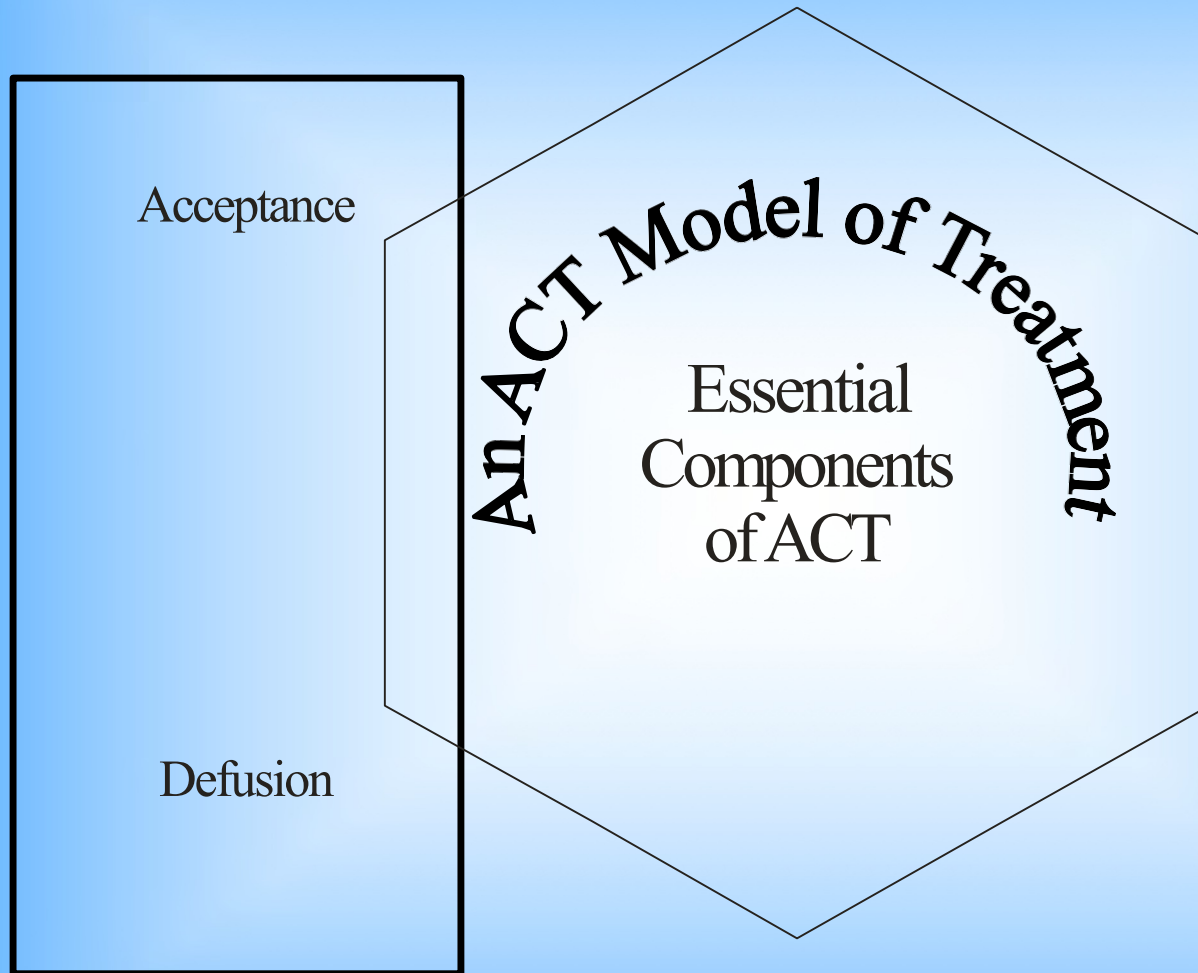 Acceptance
An ACT Model of Treatment
Essential
Components
of ACT
Defusion